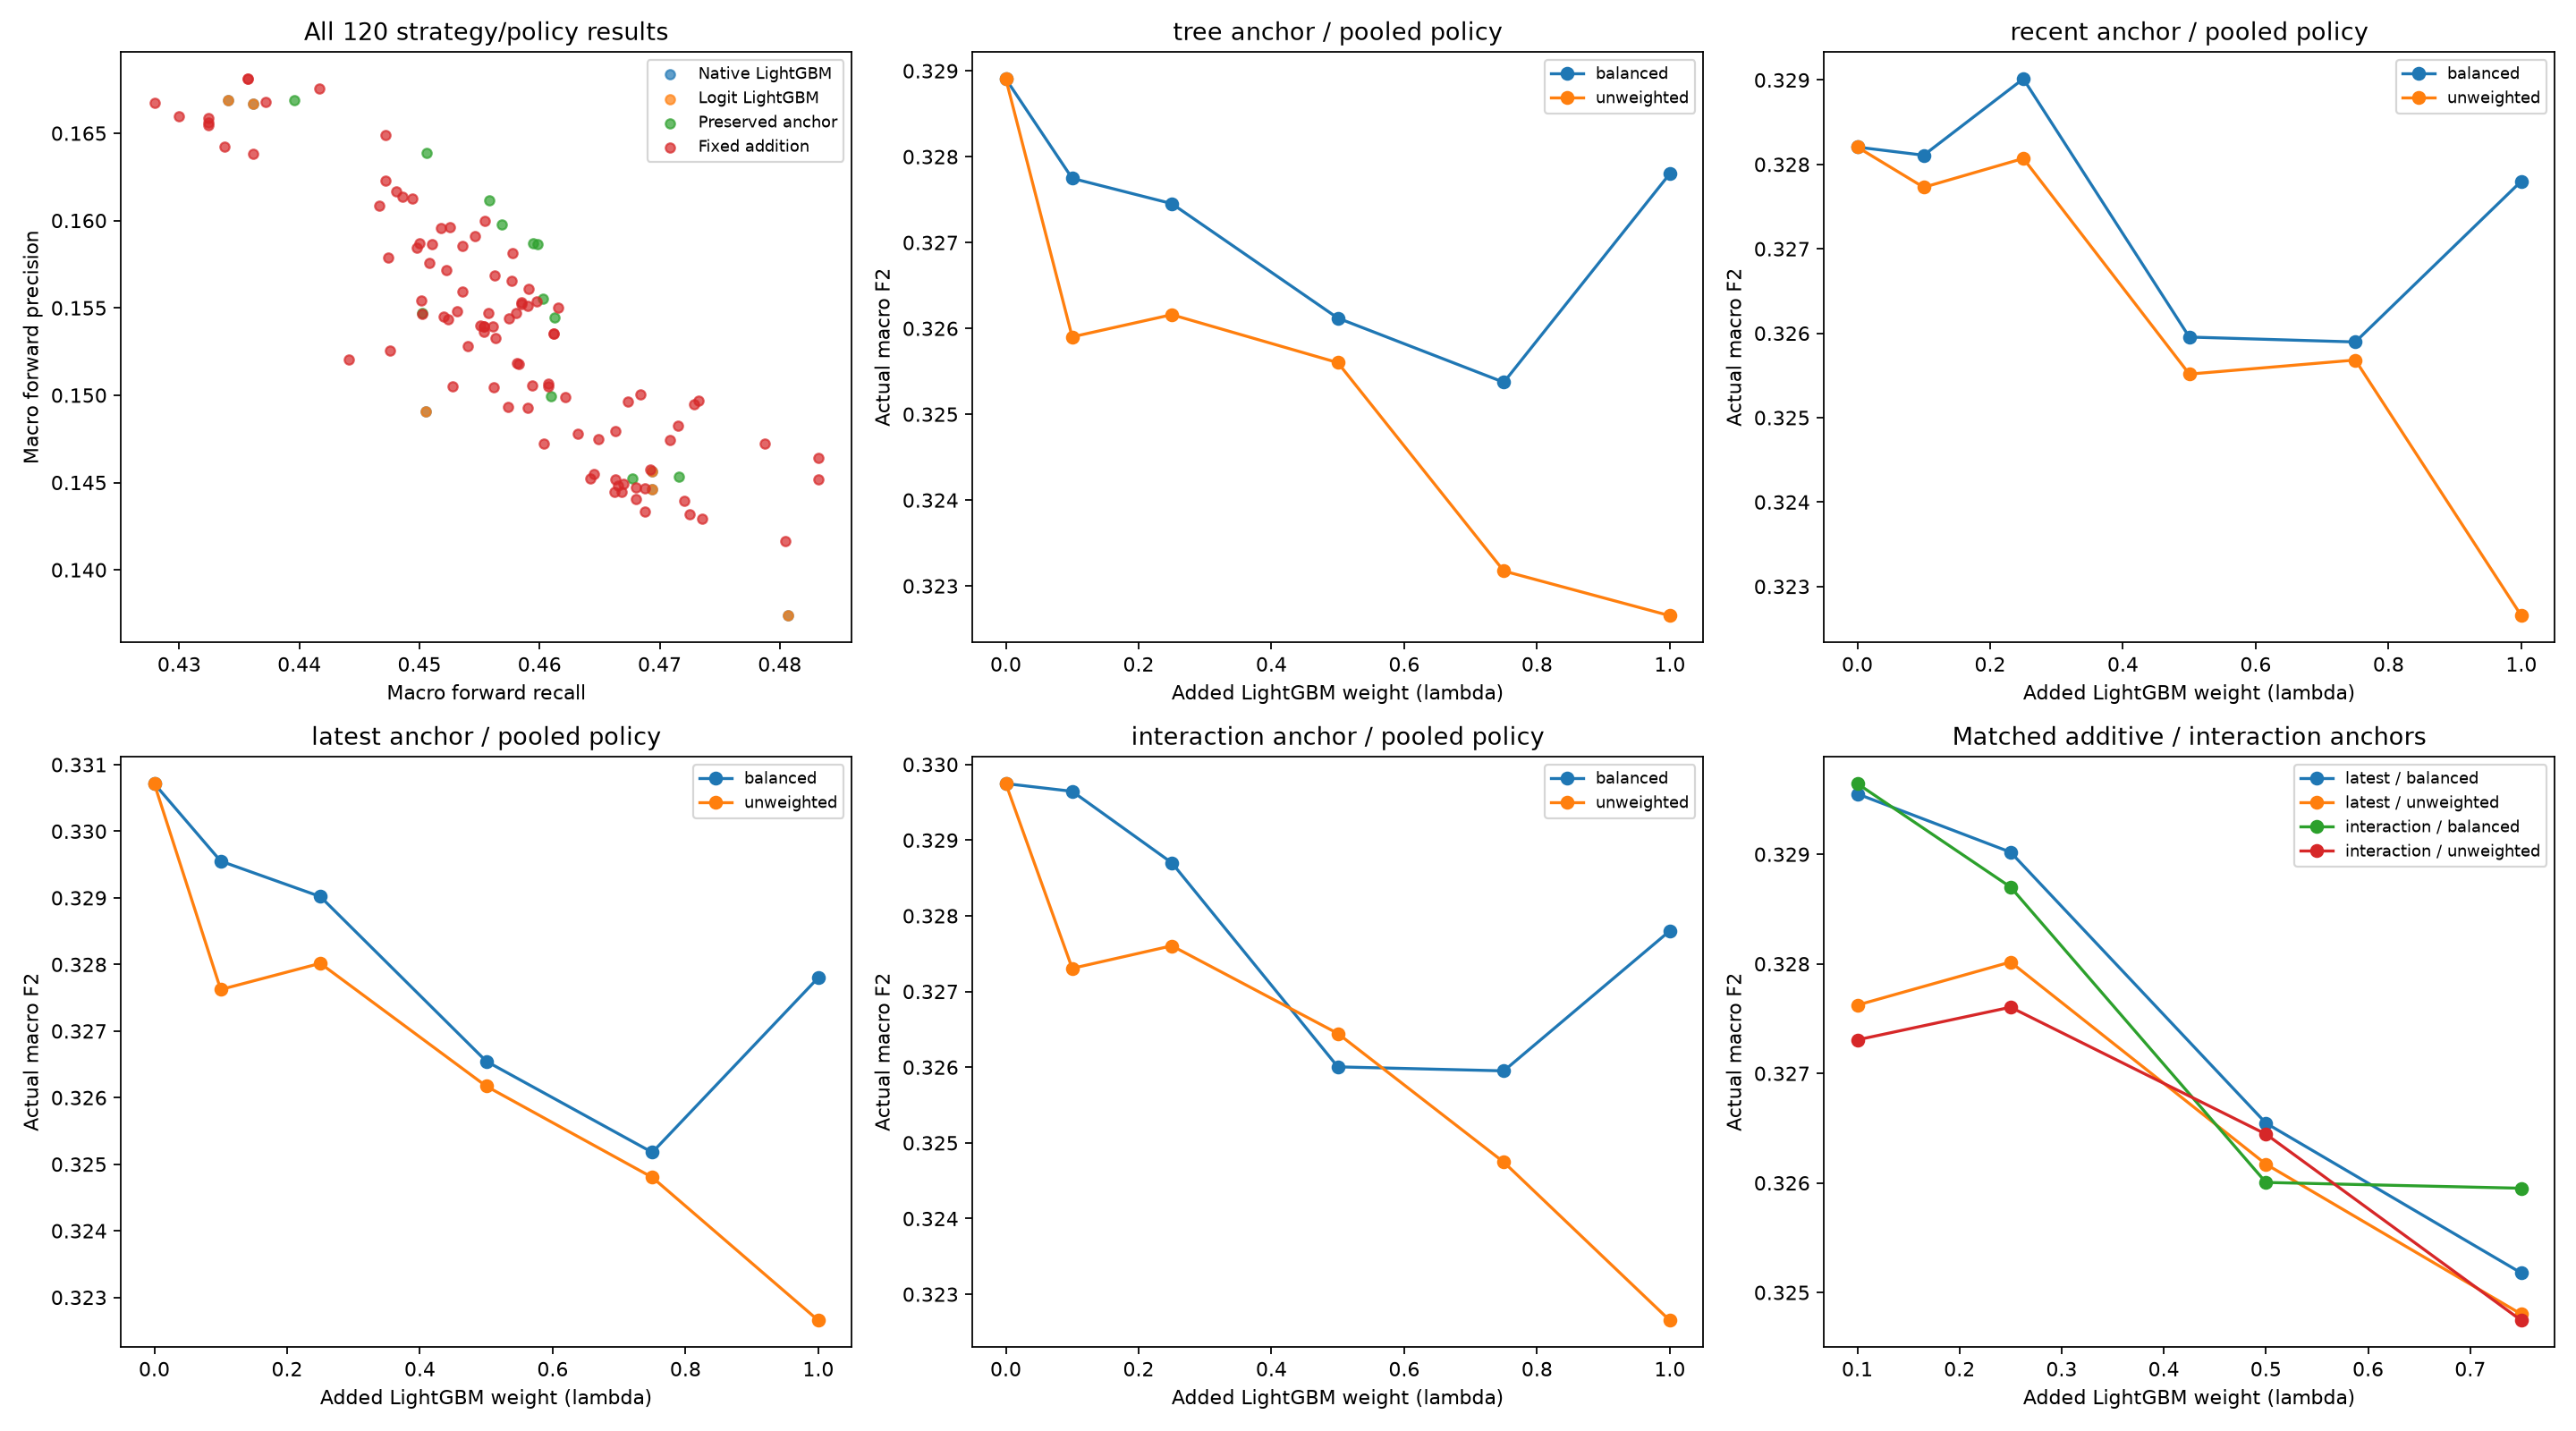 All 120 strategy/policy results
Native LightGBM
Logit LightGBM
Preserved anchor
Fixed addition
0.165
0.160
0.155
0.150
0.145
0.140
Macro forward precision
0.43 0.44 0.45 0.46 0.47 0.48
Macro forward recall
tree anchor / pooled policy
balanced
unweighted
0.329
0.328
0.327
0.326
0.325
0.324
0.323
Actual macro F2
0.0 0.2 0.4 0.6 0.8 1.0
Added LightGBM weight (lambda)
recent anchor / pooled policy
balanced
unweighted
0.329
0.328
0.327
0.326
0.325
0.324
0.323
Actual macro F2
0.0 0.2 0.4 0.6 0.8 1.0
Added LightGBM weight (lambda)
latest anchor / pooled policy
balanced
unweighted
0.331
0.330
0.329
0.328
0.327
0.326
0.325
0.324
0.323
Actual macro F2
0.0 0.2 0.4 0.6 0.8 1.0
Added LightGBM weight (lambda)
interaction anchor / pooled policy
balanced
unweighted
0.330
0.329
0.328
0.327
0.326
0.325
0.324
0.323
Actual macro F2
0.0 0.2 0.4 0.6 0.8 1.0
Added LightGBM weight (lambda)
Matched additive / interaction anchors
latest / balanced
latest / unweighted
interaction / balanced
interaction / unweighted
0.329
0.328
0.327
0.326
0.325
Actual macro F2
0.1 0.2 0.3 0.4 0.5 0.6 0.7
Added LightGBM weight (lambda)